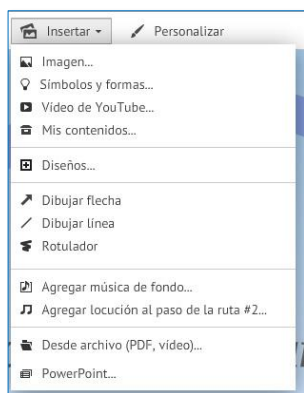 Insertar Personalizar
Imagen...
Símbolos y formas...
Vídeo de YouTube...
Mis contenidos...
Diseños...
Dibujar flecha
Dibujar línea
Rotulador
Agregar música de fondo...
Agregar locución al paso de la ruta #2...
Desde archivo (PDF, vídeo)...
PowerPoint...